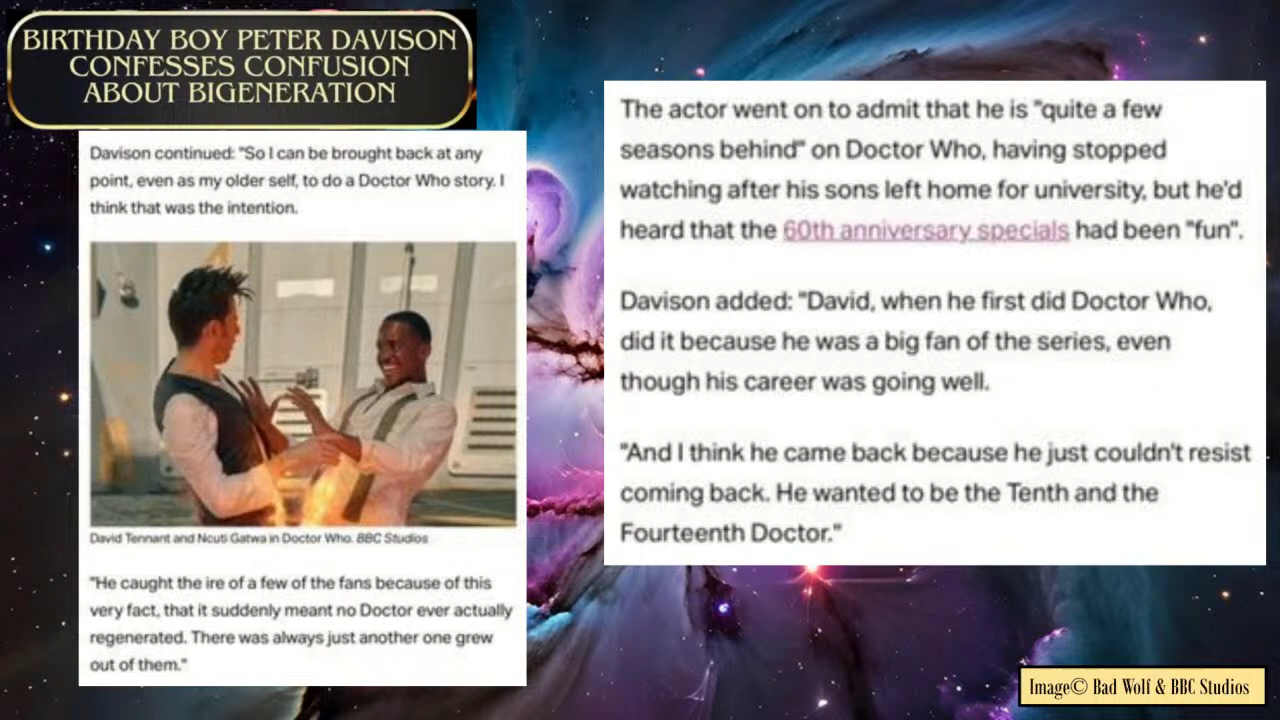 BIRTHDAY BOY PETER DAVISON
CONFESSES CONFUSION
ABOUT BIGENERATION
Davison continued: "So I can be brought back at any
point, even as my older self, to do a Doctor Who story. I
think that was the intention.
David Tennant and Ncuti Gatwa in Doctor Who. BBC Studios
"He caught the ire of a few of the fans because of this
very fact, that it suddenly meant no Doctor ever actually
regenerated. There was always just another one grew
out of them."
The actor went on to admit that he is "quite a few
seasons behind" on Doctor Who, having stopped
watching after his sons left home for university, but he'd
heard that the 60th anniversary specials had been "fun".
Davison added: "David, when he first did Doctor Who,
did it because he was a big fan of the series, even
though his career was going well.
"And I think he came back because he just couldn't resist
coming back. He wanted to be the Tenth and the
Fourteenth Doctor."
Image© Bad Wolf & BBC Studios